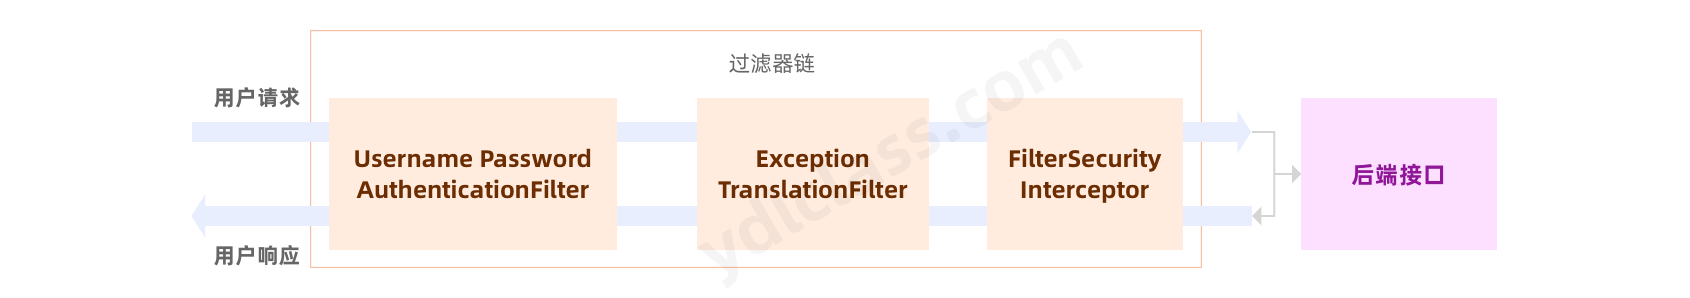 过滤器链
用户请求
Username Password
AuthenticationFilter
Exception
TranslationFilter
FilterSecurity
Interceptor
后端接口
用户响应
ydlclass.com